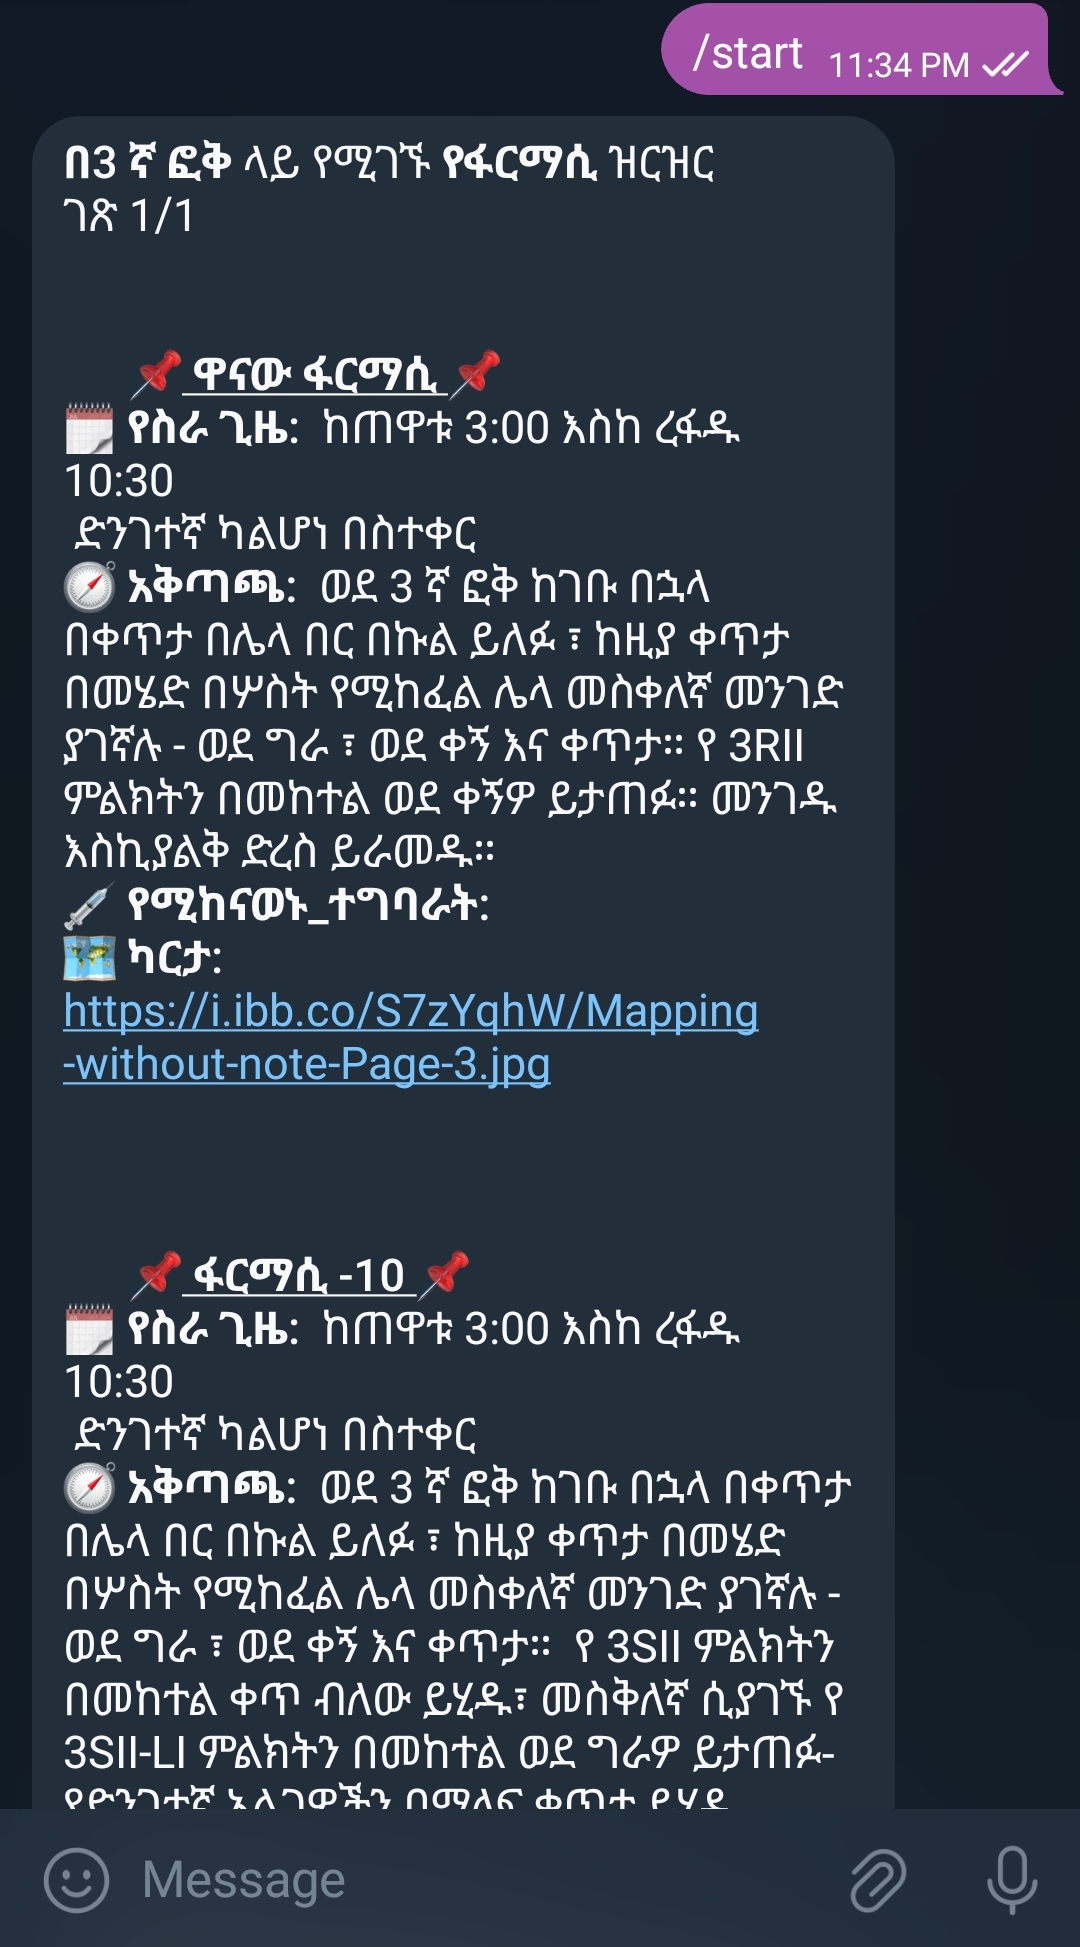 /start 11:34 PM
በ3 ኛ ፎቅ ላይ የሚገኙ የፋርማሲ ዝርዝር
ገጽ 1/1
ዋናው ፋርማሲ
የስራ ጊዜ: ከጠዋቱ 3:00 እስከ ረፋዱ
10:30
ድንገተኛ ካልሆነ በስተቀር
አቅጣጫ: ወደ 3 ኛ ፎቅ ከገቡ በኋላ
በቀጥታ በሌላ በር በኩል ይለፉ ፣ ከዚያ ቀጥታ
በመሄድ በሦስት የሚከፈል ሌላ መስቀለኛ መንገድ
ያገኛሉ - ወደ ግራ ፣ ወደ ቀኝ እና ቀጥታ። የ 3RII
ምልክትን በመከተል ወደ ቀኝዎ ይታጠፉ። መንገዱ
እስኪያልቅ ድረስ ይራመዱ።
የሚከናወኑ_ተግባራት:
ካርታ:
https://i.ibb.co/S7zYqhW/Mapping
-without-note-Page-3.jpg
ፋርማሲ -10
የስራ ጊዜ: ከጠዋቱ 3:00 እስከ ረፋዱ
10:30
ድንገተኛ ካልሆነ በስተቀር
አቅጣጫ: ወደ 3 ኛ ፎቅ ከገቡ በኋላ በቀጥታ
በሌላ በር በኩል ይለፉ ፣ ከዚያ ቀጥታ በመሄድ
በሦስት የሚከፈል ሌላ መስቀለኛ መንገድ ያገኛሉ -
ወደ ግራ ፣ ወደ ቀኝ እና ቀጥታ። የ 3SII ምልክትን
በመከተል ቀጥ ብለው ይሂዱ፣ መስቅለኛ ሲያገኙ የ
3SII-LI ምልክትን በመከተል ወደ ግራዎ ይታጠፉ-
Message